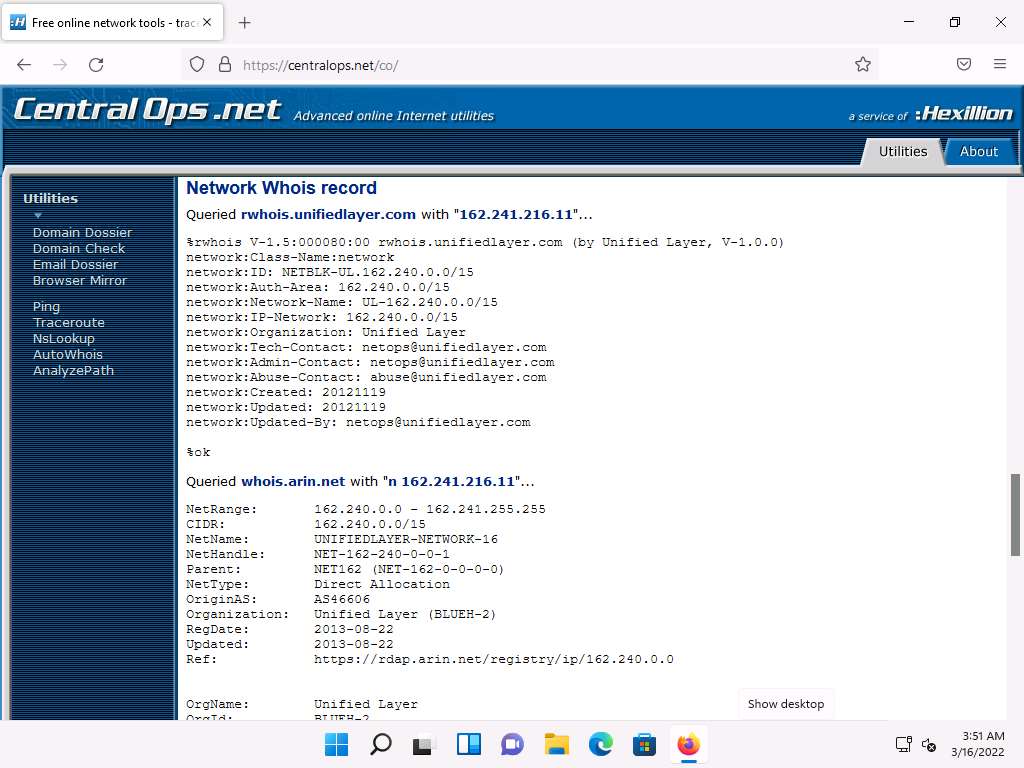 Free online network tools - trac
https://centralops.net/co/
Central Ops .net Advanced online Internet utilities
a service of :Hexillion
Utilities About
Utilities
Domain Dossier
Domain Check
Email Dossier
Browser Mirror
Ping
Traceroute
NsLookup
AutoWhois
AnalyzePath
Network Whois record
Queried rwhois.unifiedlayer.com with "162.241.216.11"...
%rwhois V-1.5:000080:00 rwhois.unifiedlayer.com (by Unified Layer, V-1.0.0)
network:Class-Name:network
network:ID: NETBLK-UL.162.240.0.0/15
network:Auth-Area: 162.240.0.0/15
network:Network-Name: UL-162.240.0.0/15
network:IP-Network: 162.240.0.0/15
network:Organization: Unified Layer
network:Tech-Contact: netops@unifiedlayer.com
network:Admin-Contact: netops@unifiedlayer.com
network:Abuse-Contact: abuse@unifiedlayer.com
network:Created: 20121119
network:Updated: 20121119
network:Updated-By: netops@unifiedlayer.com
%ok
Queried whois.arin.net with "n 162.241.216.11"...
NetRange: 162.240.0.0 - 162.241.255.255
CIDR: 162.240.0.0/15
NetName: UNIFIEDLAYER-NETWORK-16
NetHandle: NET-162-240-0-0-1
Parent: NET162 (NET-162-0-0-0-0)
NetType: Direct Allocation
OriginAS: AS46606
Organization: Unified Layer (BLUEH-2)
RegDate: 2013-08-22
Updated: 2013-08-22
Ref: https://rdap.arin.net/registry/ip/162.240.0.0
OrgName: Unified Layer
OrgId: BLUEH-2
Show desktop
3:51 AM
3/16/2022